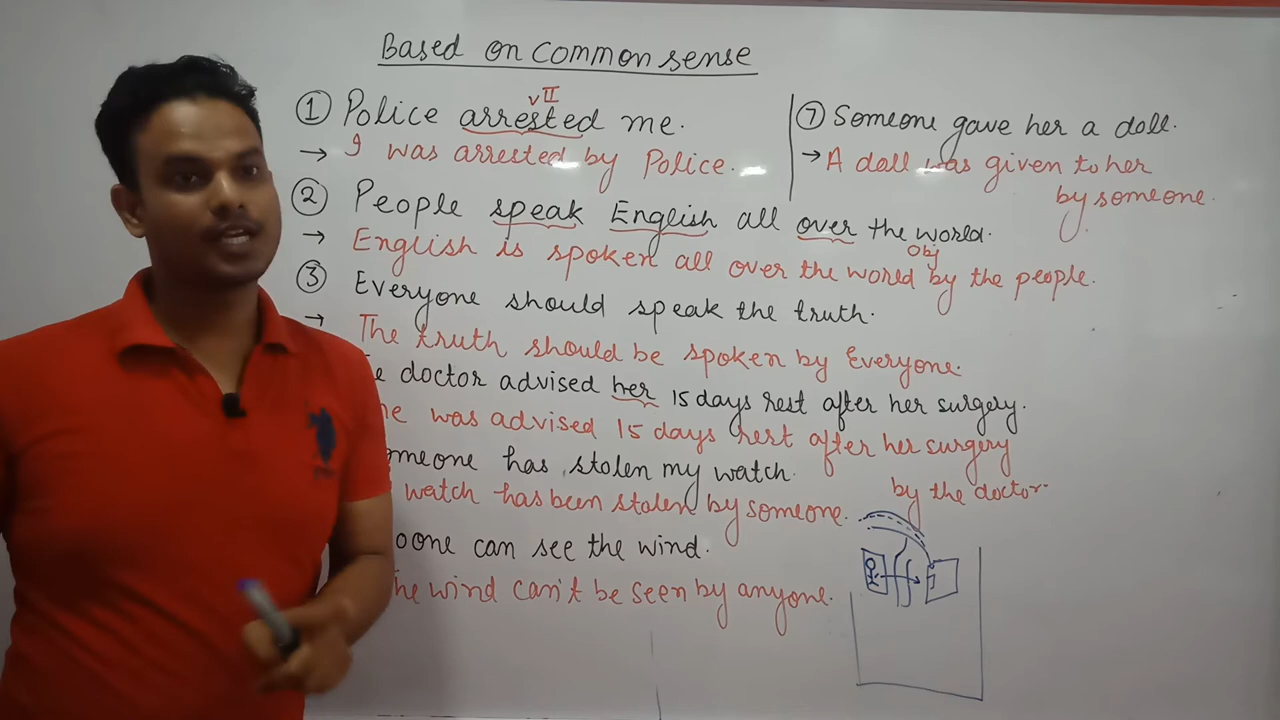 Based on Common sense
① Police arrested me.
V II
→ I was arrested by Police.
② People speak English all over the world.
→ English is spoken all over the world by the people.
Obj
③ Everyone should speak the truth.
→ The truth should be spoken by Everyone.
doctor advised her 15 days rest after her surgery.
was advised 15 days rest after her surgery
by the doctor.
has stolen my watch.
watch has been stolen by someone.
can see the wind.
wind can't be seen by anyone.
⑦ Someone gave her a doll.
→ A doll was given to her
by someone.